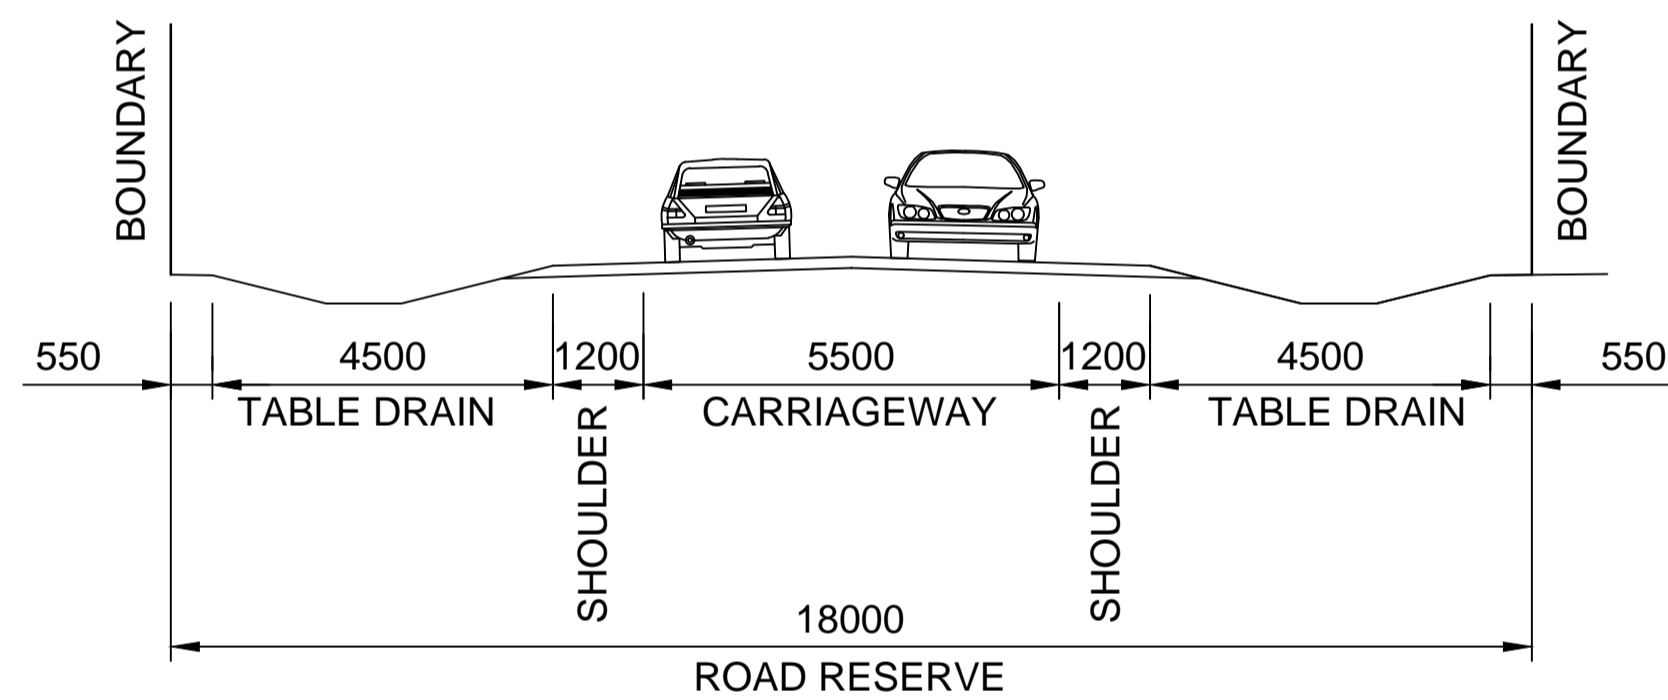 BOUNDARY
BOUNDARY
550
4500
1200
5500
1200
4500
550
TABLE DRAIN
CARRIAGEWAY
TABLE DRAIN
SHOULDER
SHOULDER
18000
ROAD RESERVE